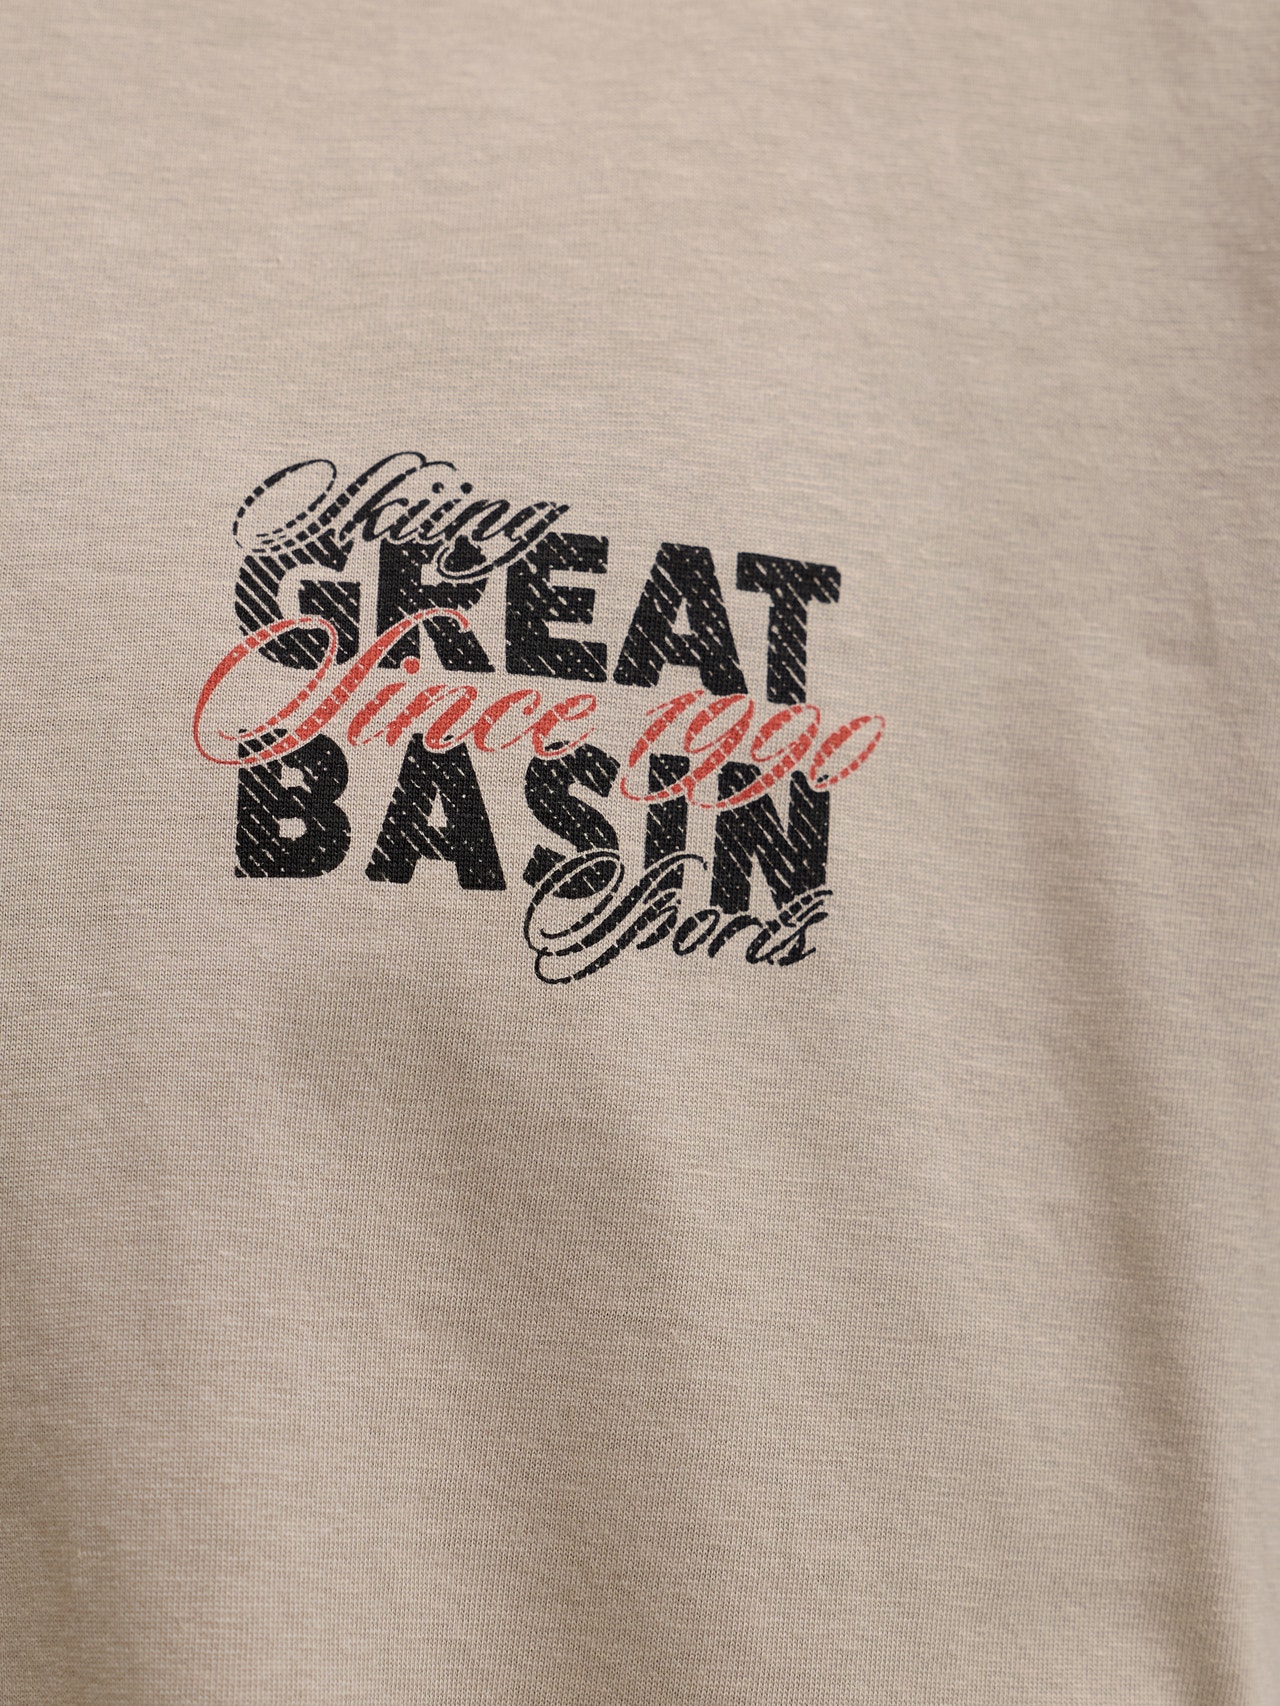 Skiing
GREAT
Since 1990
BASIN
Sports